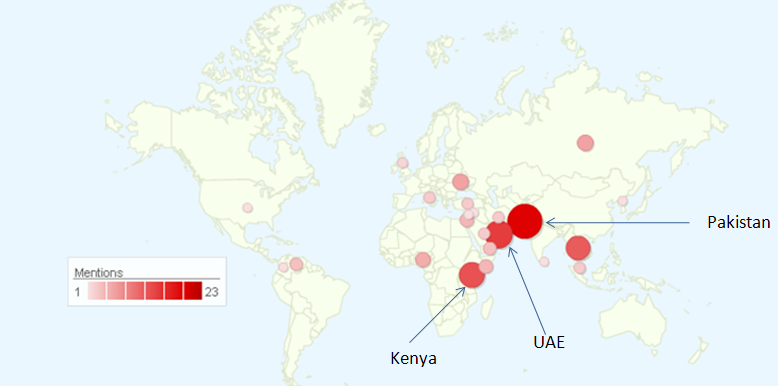 Pakistan
Mentions
1 23
UAE
Kenya